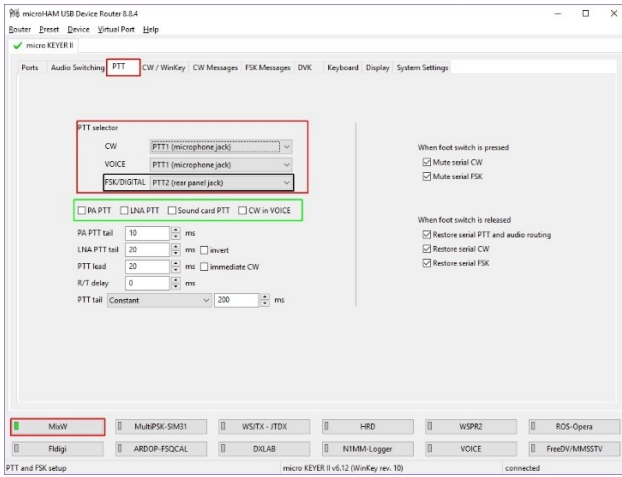 microHAM USB Device Router 8.8.4
Router Preset Device Virtual Port Help
micro KEYER II
Ports Audio Switching PTT CW / WinKey CW Messages FSK Messages DVK Keyboard Display System Settings
PTT selector
CW PTT1 (microphone jack)
VOICE PTT1 (microphone jack)
FSK/DIGITAL PTT2 (rear panel jack)
PA PTT LNA PTT Sound card PTT CW in VOICE
PA PTT tail 10 ms
LNA PTT tail 20 ms invert
PTT lead 20 ms immediate CW
R/T delay 0 ms
PTT tail Constant 200 ms
When foot switch is pressed
Mute serial CW
Mute serial FSK
When foot switch is released
Restore serial PTT and audio routing
Restore serial CW
Restore serial FSK
MixW MultiPSK-SIM31 WSJTX - JTDX HRD WSPR2 ROS-Opera
Fldigi ARDOP-FSQCAL DXLAB N1MM-Logger VOICE FreeDV/MMSSTV
PTT and FSK setup micro KEYER II v6.12 (WinKey rev. 10) connected